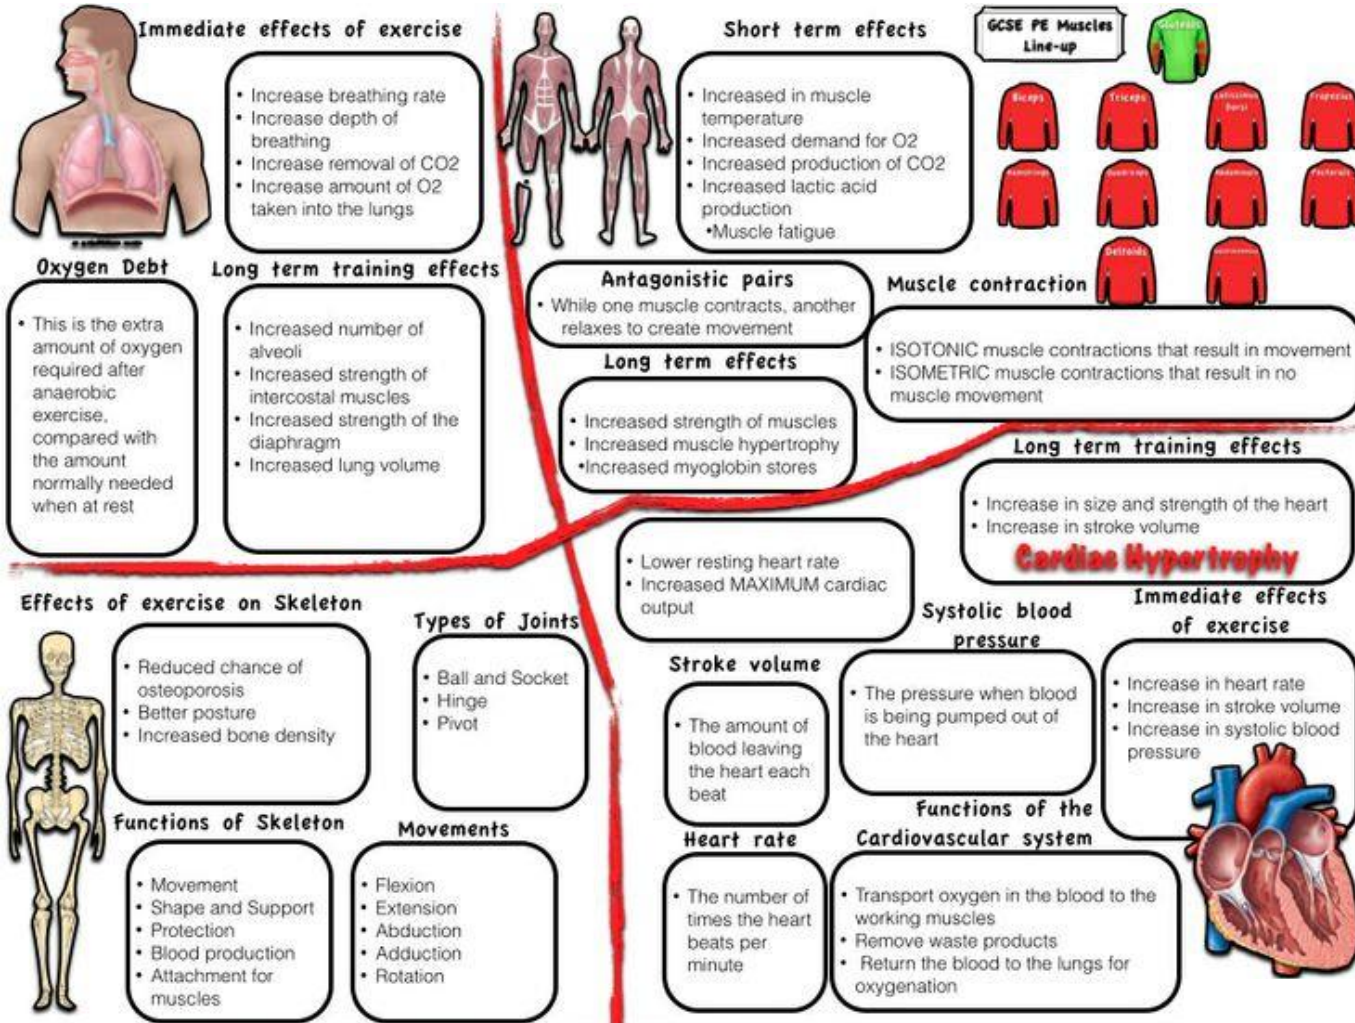 Immediate effects of exercise
• Increase breathing rate
• Increase depth of
breathing
• Increase removal of CO2
• Increase amount of O2
taken into the lungs
Oxygen Debt
• This is the extra
amount of oxygen
required after
anaerobic
exercise,
compared with
the amount
normally needed
when at rest
Long term training effects
• Increased number of
alveoli
• Increased strength of
intercostal muscles
• Increased strength of the
diaphragm
• Increased lung volume
Short term effects
• Increased in muscle
temperature
• Increased demand for O2
• Increased production of CO2
• Increased lactic acid
production
•Muscle fatigue
GCSE PE Muscles
Line-up
Gluteals
Biceps
Triceps
Latissimus
Dorsi
Trapezius
Hamstrings
Quadriceps
Abdominals
Pectorals
Deltoids
Antagonistic pairs
• While one muscle contracts, another
relaxes to create movement
Muscle contraction
• ISOTONIC muscle contractions that result in movement
• ISOMETRIC muscle contractions that result in no
muscle movement
Long term effects
• Increased strength of muscles
• Increased muscle hypertrophy
•Increased myoglobin stores
Long term training effects
• Increase in size and strength of the heart
• Increase in stroke volume
Cardiac Hypertrophy
• Lower resting heart rate
• Increased MAXIMUM cardiac
output
Effects of exercise on Skeleton
• Reduced chance of
osteoporosis
• Better posture
• Increased bone density
Types of Joints
• Ball and Socket
• Hinge
• Pivot
Functions of Skeleton
• Movement
• Shape and Support
• Protection
• Blood production
• Attachment for
muscles
Movements
• Flexion
• Extension
• Abduction
• Adduction
• Rotation
Stroke volume
• The amount of
blood leaving
the heart each
beat
Systolic blood
pressure
• The pressure when blood
is being pumped out of
the heart
Immediate effects
of exercise
• Increase in heart rate
• Increase in stroke volume
• Increase in systolic blood
pressure
Heart rate
• The number of
times the heart
beats per
minute
Functions of the
Cardiovascular system
• Transport oxygen in the blood to the
working muscles
• Remove waste products
• Return the blood to the lungs for
oxygenation